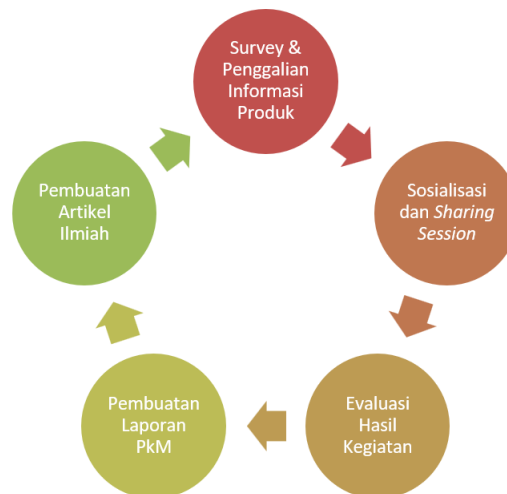 Survey &
Penggalian
Informasi
Produk
Sosialisasi
dan Sharing
Session
Evaluasi
Hasil
Kegiatan
Pembuatan
Laporan
PkM
Pembuatan
Artikel
Ilmiah